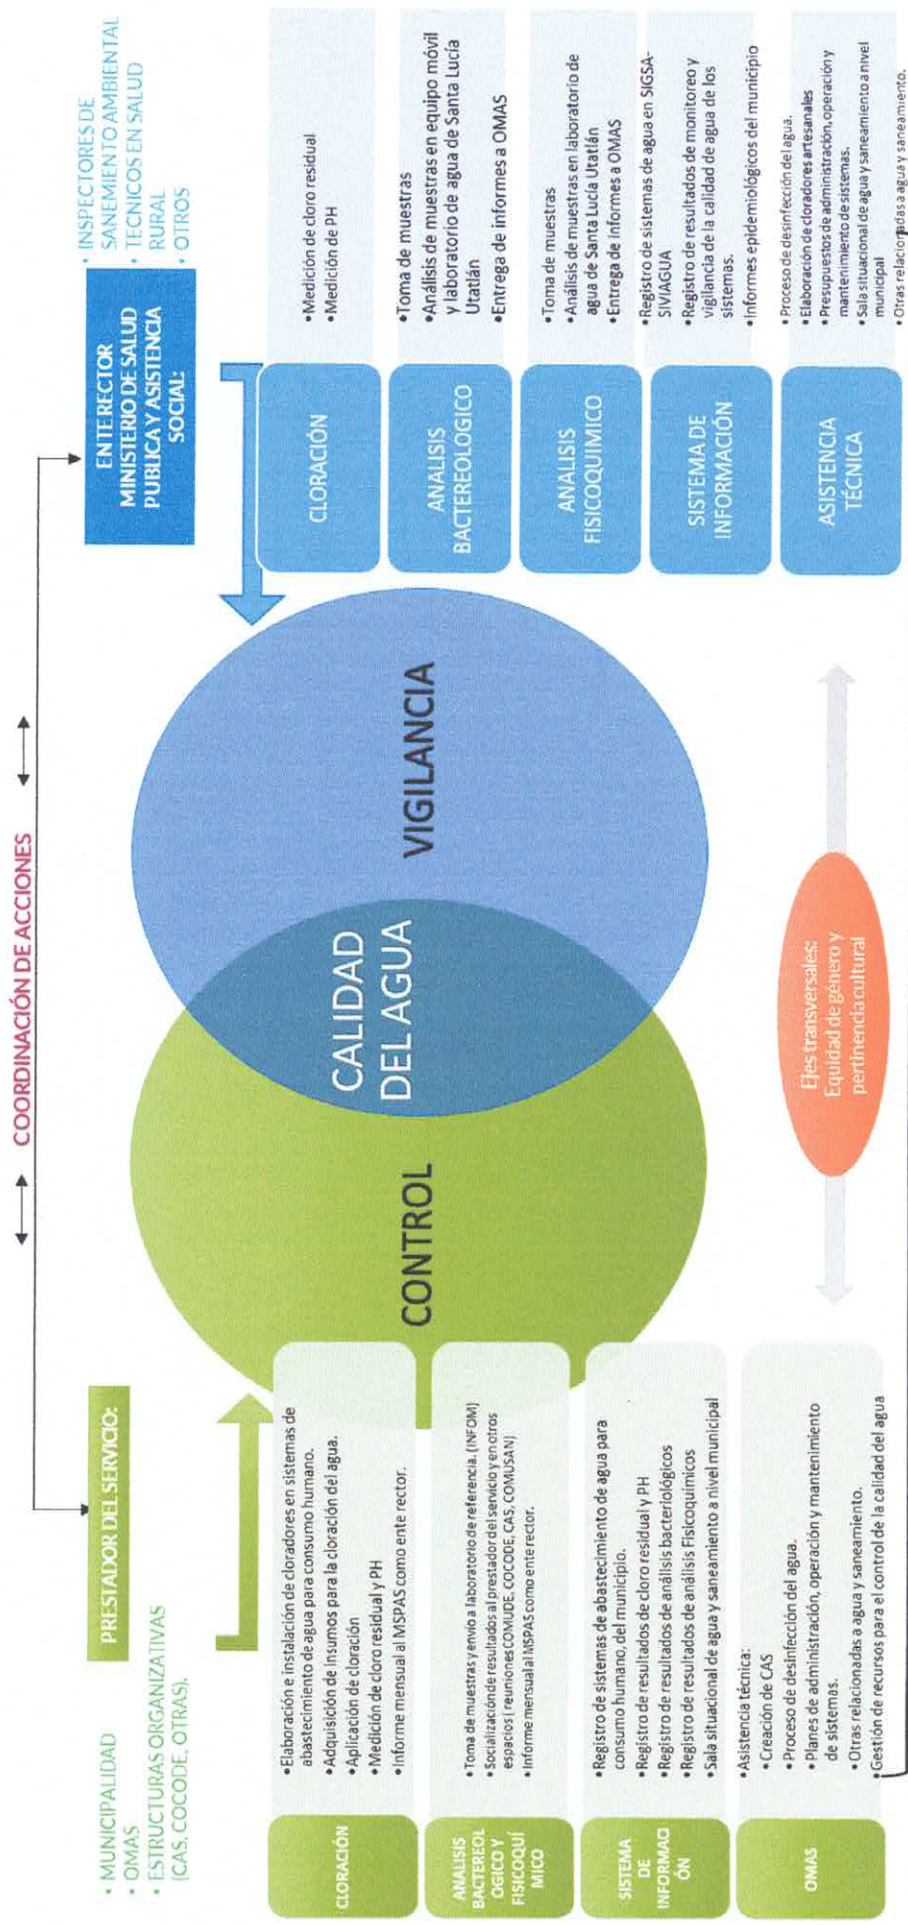 COORDINACIÓN DE ACCIONES
• MUNICIPALIDAD
• OMAS
• ESTRUCTURAS ORGANIZATIVAS
(CAS, COCODE, OTRAS).
PRESTADOR DEL SERVICIO:
CLORACIÓN
•Elaboración e instalación de cloradores en sistemas de
abastecimiento de agua para consumo humano.
•Adquisición de insumos para la cloración del agua.
•Aplicación de cloración
•Medición de cloro residual y PH
•Informe mensual al MSPAS como ente rector.
ANALISIS
BACTEREOL
OGICO Y
FISICOQUÍ
MICO
•Toma de muestras y envío a laboratorio de referencia. (INFOM)
•Socialización de resultados al prestador del servicio y en otros
espacios ( reuniones COMUDE, COCODE, CAS, COMUSAN)
•Informe mensual al MSPAS como ente rector.
SISTEMA
DE
INFORMACI
ÓN
•Registro de sistemas de abastecimiento de agua para
consumo humano, del municipio.
•Registro de resultados de cloro residual y PH
•Registro de resultados de análisis bacteriológicos
•Registro de resultados de análisis Fisicoquímicos
•Sala situacional de agua y saneamiento a nivel municipal
OMAS
•Asistencia técnica:
•Creación de CAS
•Proceso de desinfección del agua.
•Planes de administración, operación y mantenimiento
de sistemas.
•Otras relacionadas a agua y saneamiento.
•Gestión de recursos para el control de la calidad del agua
CONTROL
CALIDAD
DEL AGUA
VIGILANCIA
Ejes transversales:
Equidad de género y
pertinencia cultural
ENTE RECTOR
MINISTERIO DE SALUD
PUBLICA Y ASISTENCIA
SOCIAL:
• INSPECTORES DE
SANEMIENTO AMBIENTAL
• TECNICOS EN SALUD
RURAL
• OTROS
CLORACIÓN
•Medición de cloro residual
•Medición de PH
ANALISIS
BACTEREOLOGICO
•Toma de muestras
•Análisis de muestras en equipo móvil
y laboratorio de agua de Santa Lucía
Utatlán
•Entrega de informes a OMAS
ANALISIS
FISICOQUIMICO
•Toma de muestras
•Análisis de muestras en laboratorio de
agua de Santa Lucía Utatlán
•Entrega de Informes a OMAS
SISTEMA DE
INFORMACIÓN
•Registro de sistemas de agua en SIGSA-
SIVIAGUA
•Registro de resultados de monitoreo y
vigilancia de la calidad de agua de los
sistemas.
•Informes epidemiológicos del municipio
ASISTENCIA
TÉCNICA
•Proceso de desinfección del agua.
•Elaboración de cloradores artesanales
•Presupuestos de administración, operación y
mantenimiento de sistemas.
•Sala situacional de agua y saneamiento a nivel
municipal
•Otras relacionadas a agua y saneamiento.